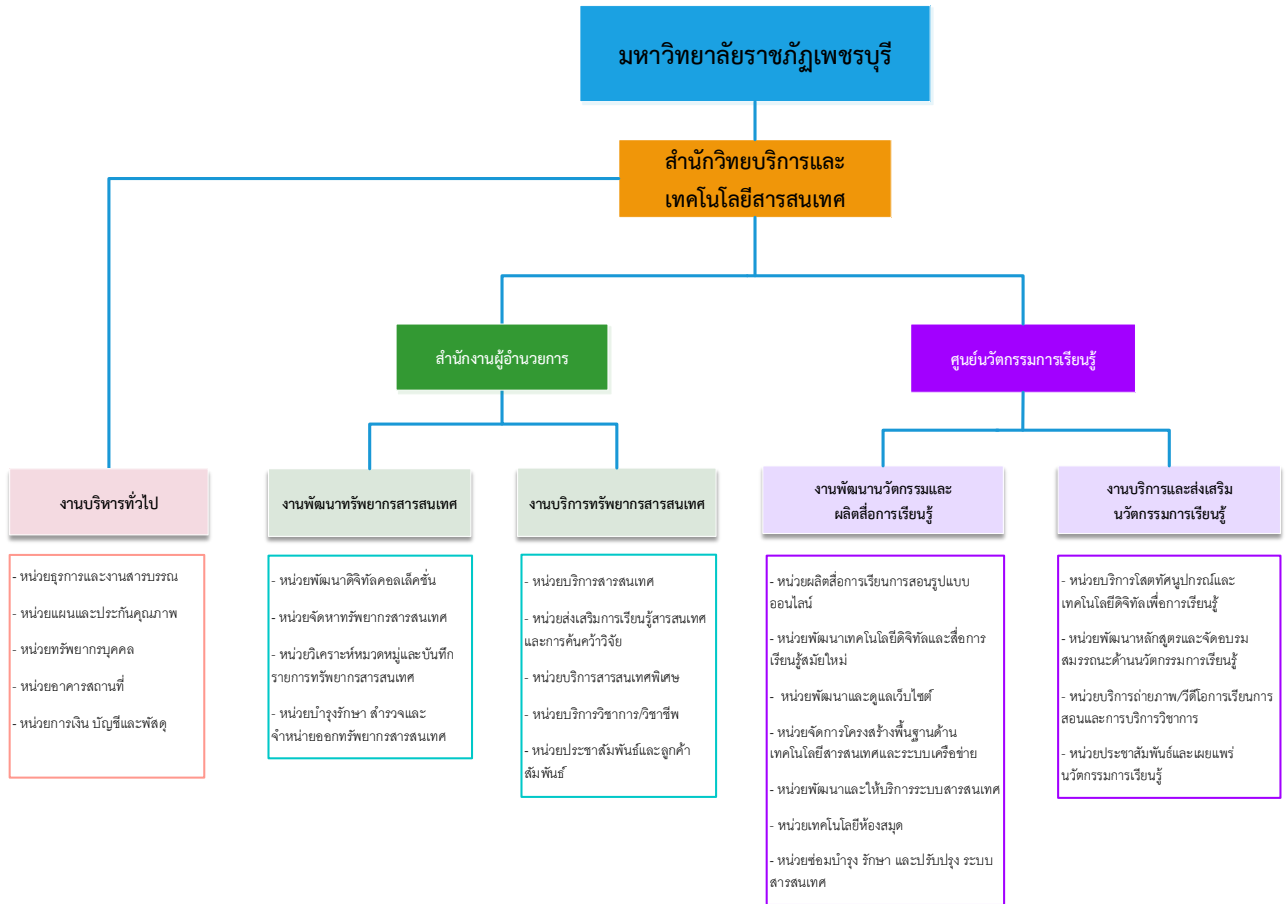 มหาวิทยาลัยราชภัฏเพชรบุรี
สำนักวิทยบริการและ
เทคโนโลยีสารสนเทศ
สำนักงานผู้อำนวยการ
ศูนย์นวัตกรรมการเรียนรู้
งานบริหารทั่วไป
- หน่วยธุรการและงานสารบรรณ
- หน่วยแผนและประกันคุณภาพ
- หน่วยทรัพยากรบุคคล
- หน่วยอาคารสถานที่
- หน่วยการเงิน บัญชีและพัสดุ
งานพัฒนาทรัพยากรสารสนเทศ
- หน่วยพัฒนาดิจิทัลคอลเล็คชั่น
- หน่วยจัดหาทรัพยากรสารสนเทศ
- หน่วยวิเคราะห์หมวดหมู่และบันทึก
รายการทรัพยากรสารสนเทศ
- หน่วยบำรุงรักษา สำรวจและ
จำหน่ายออกทรัพยากรสารสนเทศ
งานบริการทรัพยากรสารสนเทศ
- หน่วยบริการสารสนเทศ
- หน่วยส่งเสริมการเรียนรู้สารสนเทศ
และการค้นคว้าวิจัย
- หน่วยบริการสารสนเทศพิเศษ
- หน่วยบริการวิชาการ/วิชาชีพ
- หน่วยประชาสัมพันธ์และลูกค้า
สัมพันธ์
งานพัฒนานวัตกรรมและ
ผลิตสื่อการเรียนรู้
- หน่วยผลิตสื่อการเรียนการสอนรูปแบบ
ออนไลน์
- หน่วยพัฒนาเทคโนโลยีดิจิทัลและสื่อการ
เรียนรู้สมัยใหม่
- หน่วยพัฒนาและดูแลเว็บไซต์
- หน่วยจัดการโครงสร้างพื้นฐานด้าน
เทคโนโลยีสารสนเทศและระบบเครือข่าย
- หน่วยพัฒนาและให้บริการระบบสารสนเทศ
- หน่วยเทคโนโลยีห้องสมุด
- หน่วยซ่อมบำรุง รักษา และปรับปรุง ระบบ
สารสนเทศ
งานบริการและส่งเสริม
นวัตกรรมการเรียนรู้
- หน่วยบริการโสตทัศนูปกรณ์และ
เทคโนโลยีดิจิทัลเพื่อการเรียนรู้
- หน่วยพัฒนาหลักสูตรและจัดอบรม
สมรรถนะด้านนวัตกรรมการเรียนรู้
- หน่วยบริการถ่ายภาพ/วีดีโอการเรียนการ
สอนและการบริการวิชาการ
- หน่วยประชาสัมพันธ์และเผยแพร่
นวัตกรรมการเรียนรู้